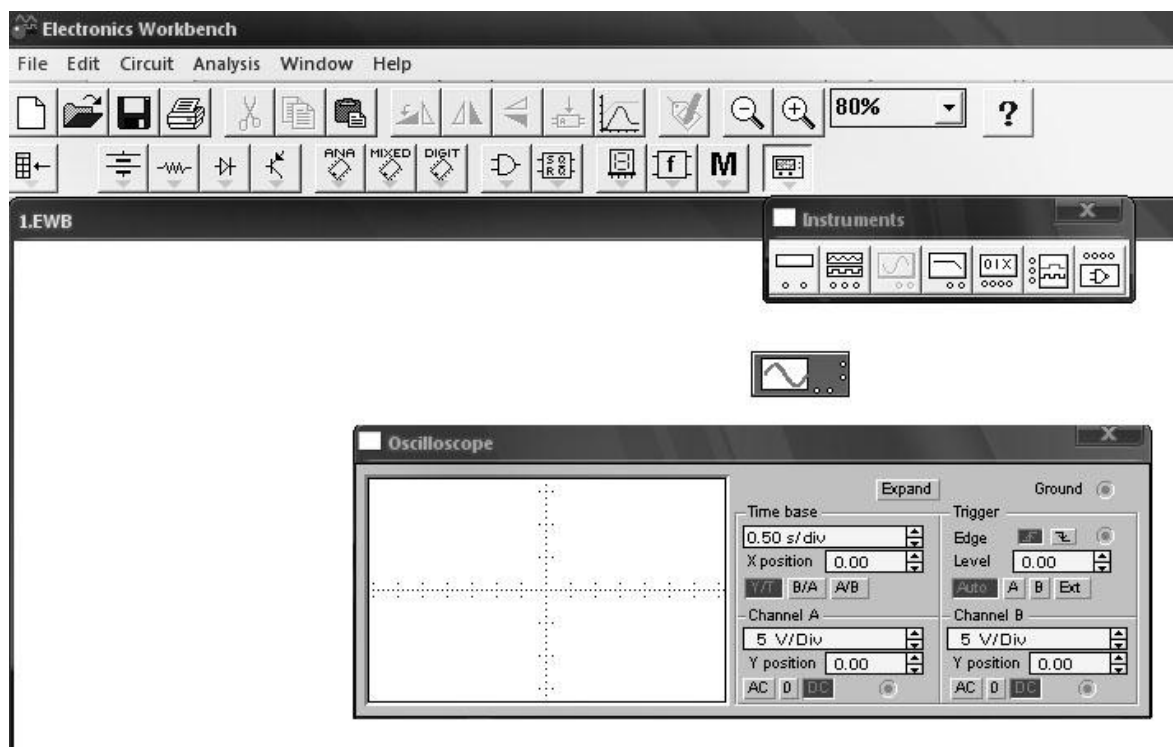 Electronics Workbench
File Edit Circuit Analysis Window Help
80% ?
ANA MIXED DIGIT f M
1.EWB
Instruments
X
01X
Oscilloscope
X
Expand Ground
Time base Trigger
0.50 s/div Edge
X position 0.00 Level 0.00
Y/T B/A A/B Auto A B Ext
Channel A Channel B
5 V/Div 5 V/Div
Y position 0.00 Y position 0.00
AC 0 DC AC 0 DC